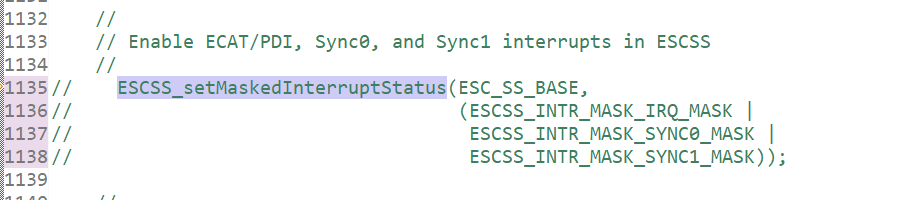 1132 //
1133 // Enable ECAT/PDI, Sync0, and Sync1 interrupts in ESCSS
1134 //
1135 // ESCSS_setMaskedInterruptStatus(ESC_SS_BASE,
1136 // (ESCSS_INTR_MASK_IRQ_MASK |
1137 // ESCSS_INTR_MASK_SYNC0_MASK |
1138 // ESCSS_INTR_MASK_SYNC1_MASK));
1139